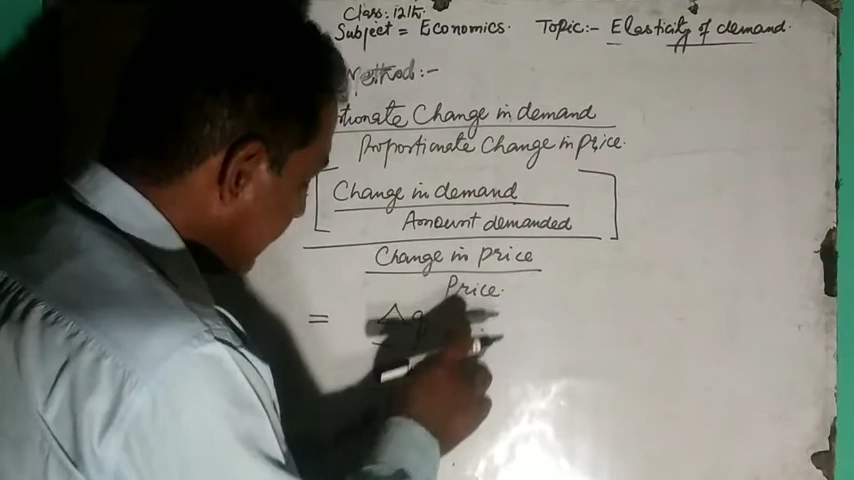 Class: 12th
Subject = Economics. Topic:- Elasticity of demand.
Method:-
Change in demand
Proportionate Change in price.
Change in demand
Amount demanded
Change in price
Price.
= Δq